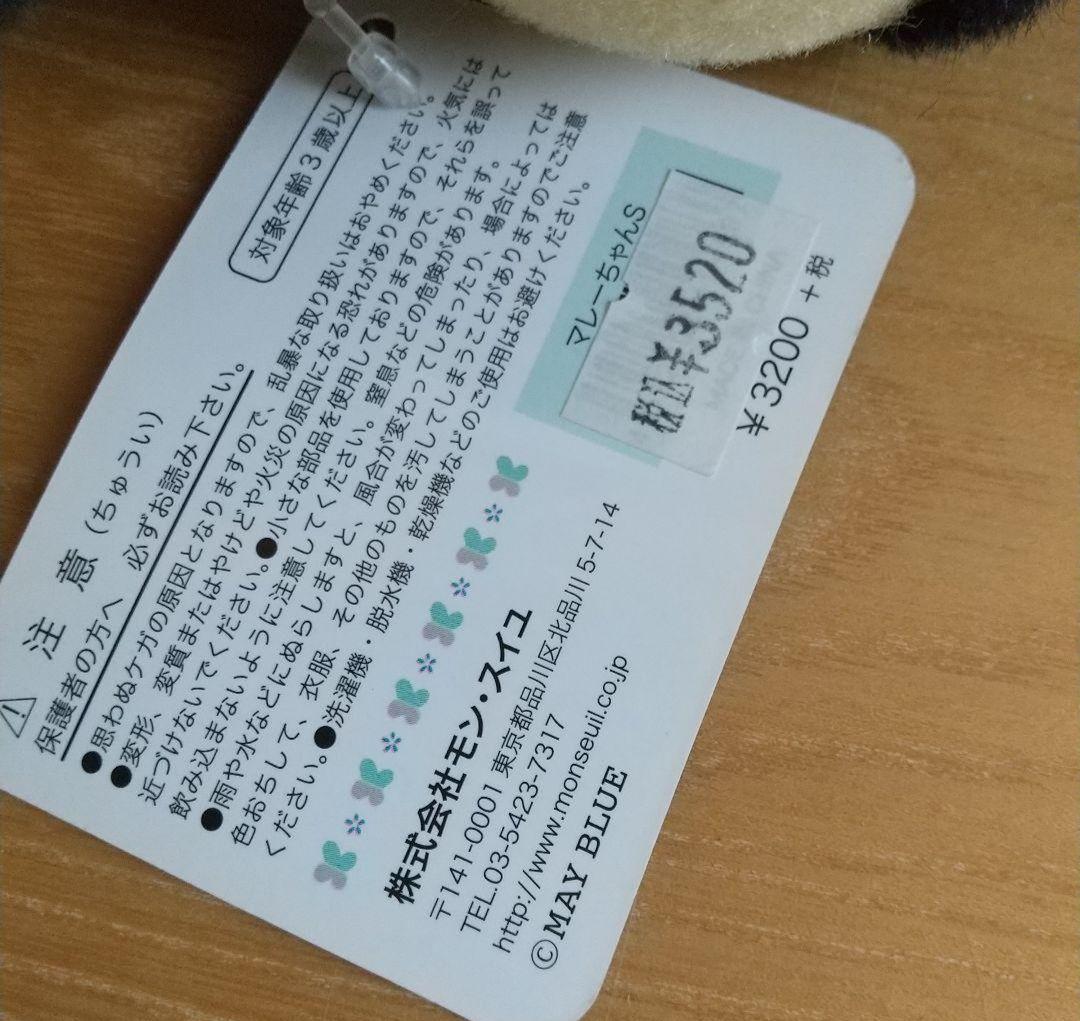 対象年齢3歳以上
注 意(ちゅうい)
保護者の方へ 必ずお読み下さい。
●思わぬケガの原因となりますので、乱暴な取り扱いはおやめください。
●変形、変質またはやけどや火災の原因になる恐れがありますので、火気には
近づけないでください。●小さな部品を使用しておりますので、それらを誤って
飲み込まないように注意してください。窒息などの危険があります。
●雨や水などにぬらしますと、風合が変わってしまったり、場合によっては
色おちして、衣服、その他のものを汚してしまうことがありますのでご注意
ください。●洗濯機・脱水機・乾燥機などのご使用はお避けください。
マレーちゃんS
税込¥3520
¥3200+税
株式会社モン・スイユ
〒141-0001 東京都品川区北品川5-7-14
TEL.03-5423-7317
http://www.monseuil.co.jp
©MAY BLUE